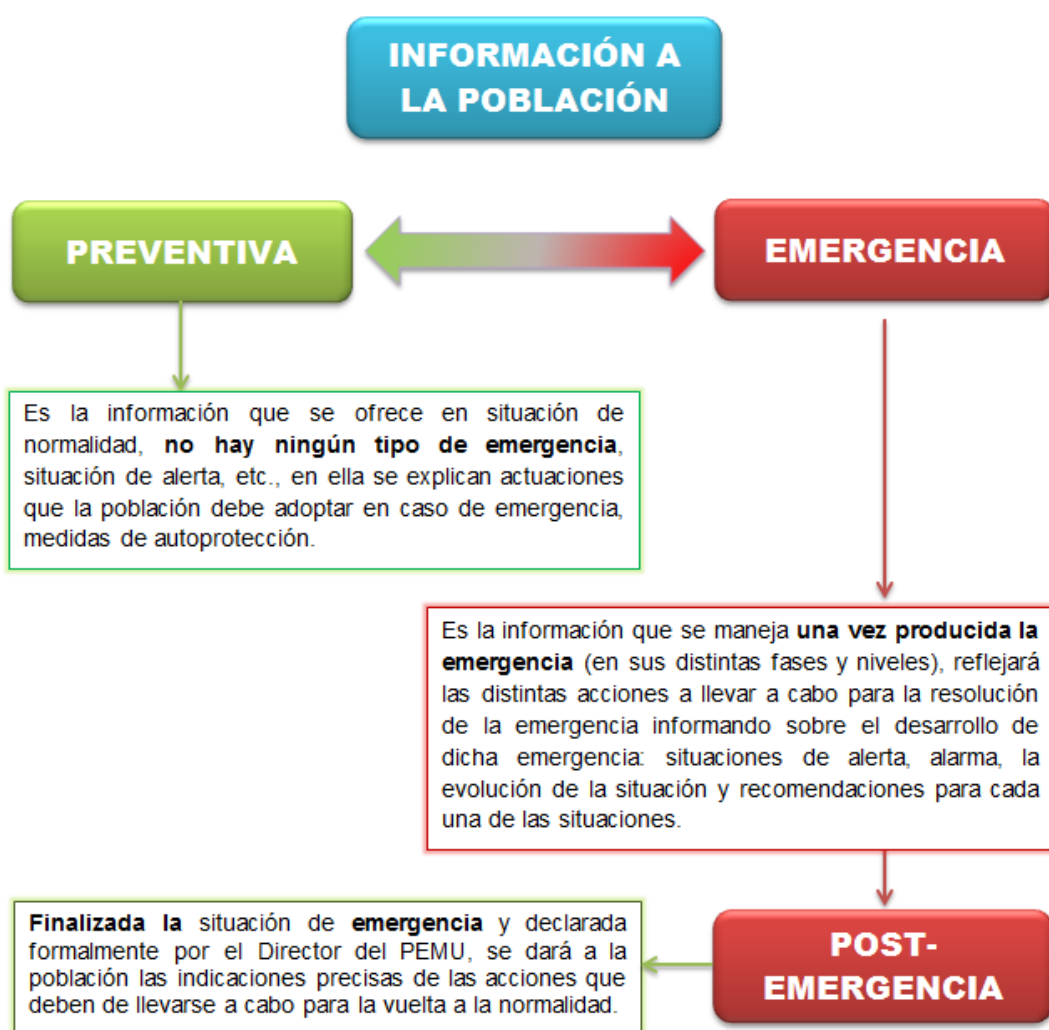 INFORMACIÓN A
LA POBLACIÓN
PREVENTIVA
EMERGENCIA
Es la información que se ofrece en situación de
normalidad, no hay ningún tipo de emergencia,
situación de alerta, etc., en ella se explican actuaciones
que la población debe adoptar en caso de emergencia,
medidas de autoprotección.
Es la información que se maneja una vez producida la
emergencia (en sus distintas fases y niveles), reflejará
las distintas acciones a llevar a cabo para la resolución
de la emergencia informando sobre el desarrollo de
dicha emergencia: situaciones de alerta, alarma, la
evolución de la situación y recomendaciones para cada
una de las situaciones.
POST-
EMERGENCIA
Finalizada la situación de emergencia y declarada
formalmente por el Director del PEMU, se dará a la
población las indicaciones precisas de las acciones que
deben de llevarse a cabo para la vuelta a la normalidad.